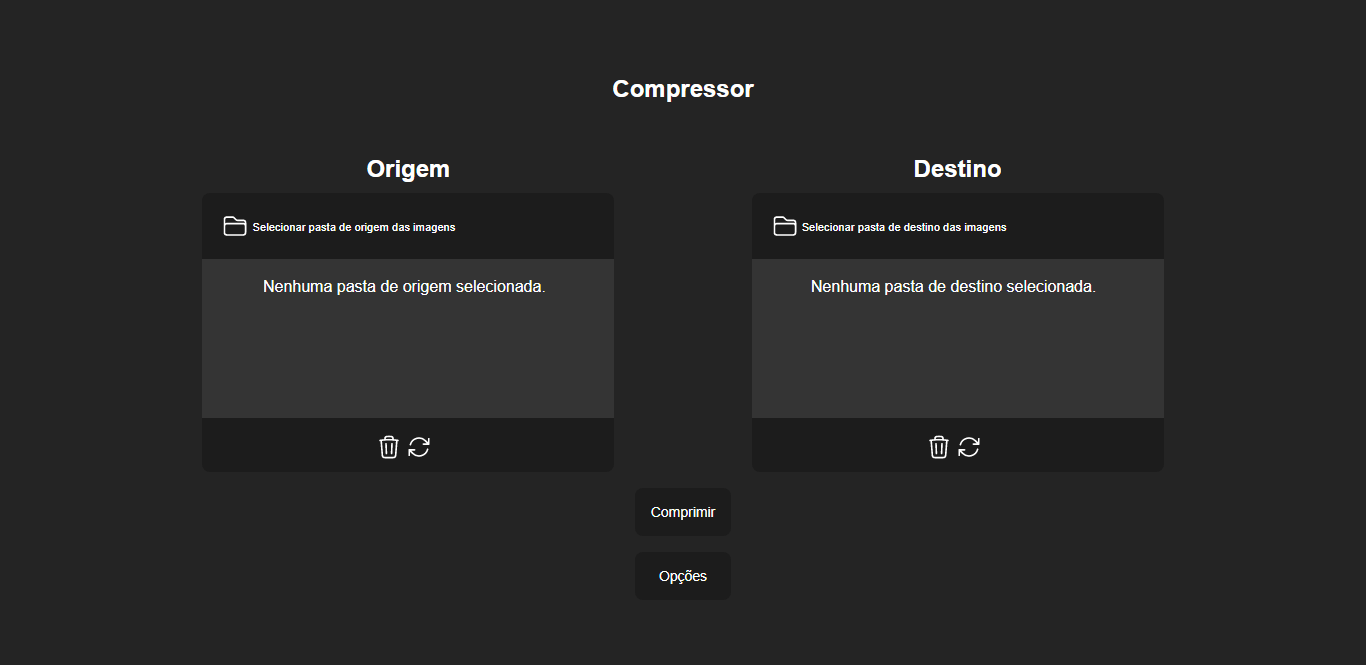 Compressor
Origem
Selecionar pasta de origem das imagens
Nenhuma pasta de origem selecionada.
Destino
Selecionar pasta de destino das imagens
Nenhuma pasta de destino selecionada.
Comprimir
Opções